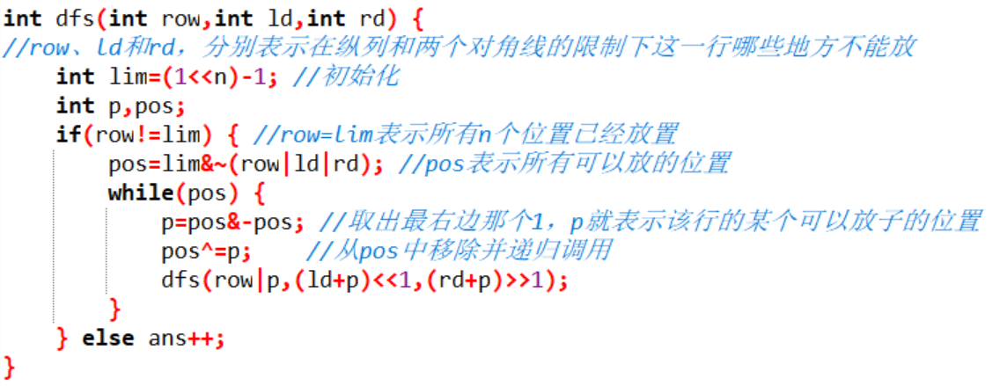 int dfs(int row,int ld,int rd) {
//row、ld和rd，分别表示在纵列和两个对角线的限制下这一行哪些地方不能放
    int lim=(1<<n)-1; //初始化
    int p,pos;
    if(row!=lim) { //row=lim表示所有n个位置已经放置
        pos=lim&~(row|ld|rd); //pos表示所有可以放的位置
        while(pos) {
            p=pos&-pos; //取出最右边那个1，p就表示该行的某个可以放子的位置
            pos^=p;    //从pos中移除并递归调用
            dfs(row|p,(ld+p)<<1,(rd+p)>>1);
        }
    } else ans++;
}